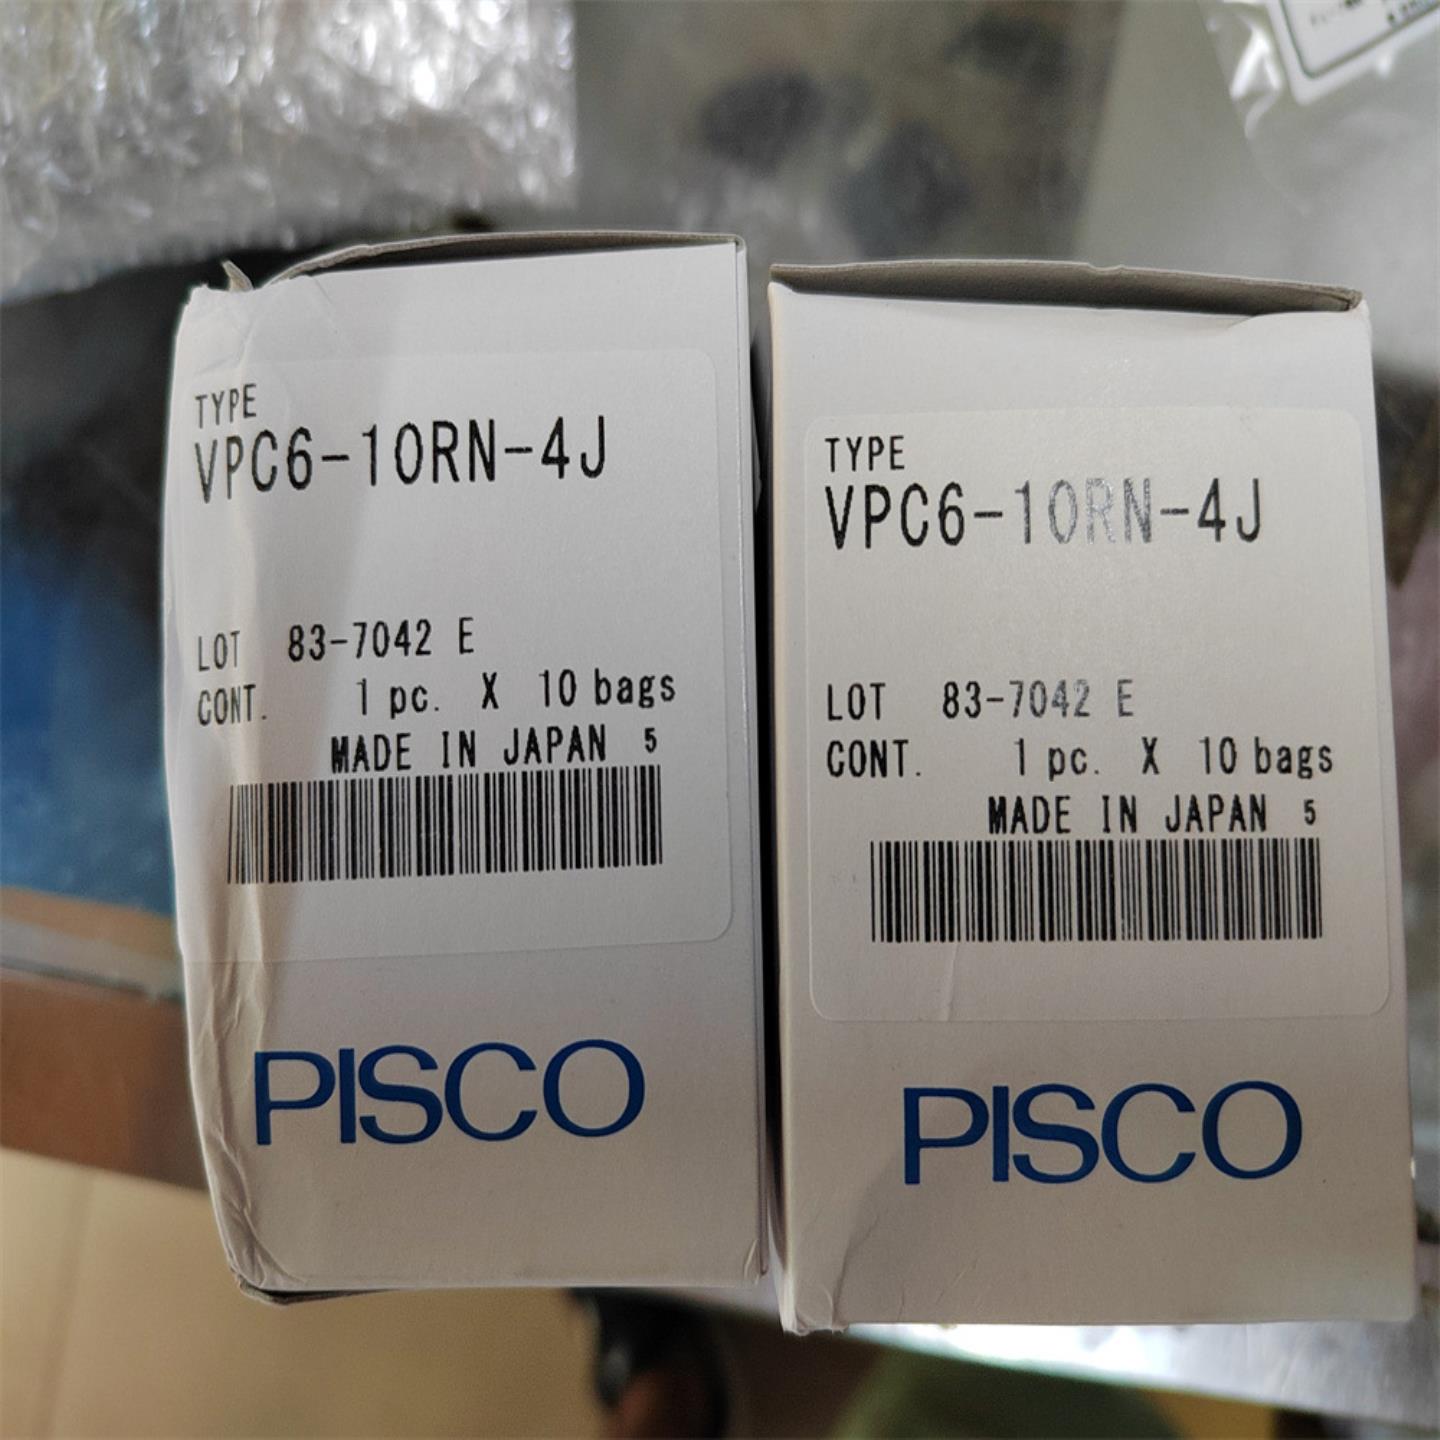 TYPE
VPC6-10RN-4J
LOT 83-7042 E
CONT. 1 pc. X 10 bags
MADE IN JAPAN 5
PISCO
TYPE
VPC6-10RN-4J
LOT 83-7042 E
CONT. 1 pc. X 10 bags
MADE IN JAPAN 5
PISCO